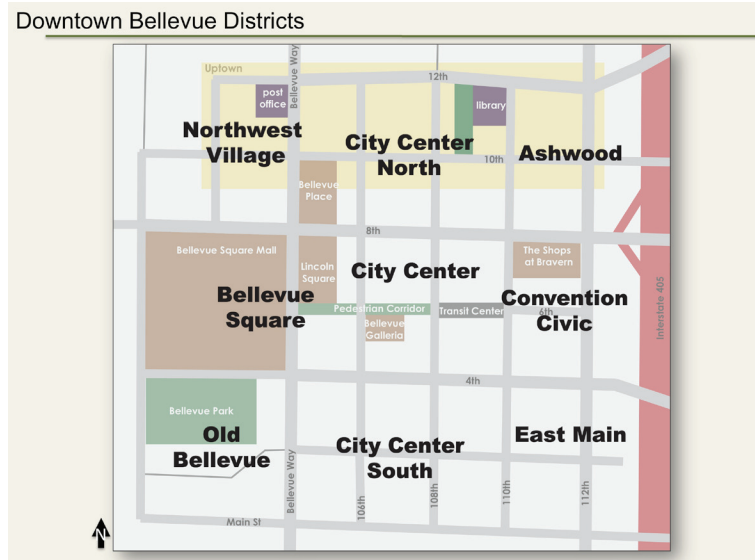 Downtown Bellevue Districts
Uptown
12th
post
office
Bellevue Way
library
Northwest
Village
City Center
North
Ashwood
10th
Bellevue
Place
8th
Bellevue Square Mall
The Shops
at Bravern
Lincoln
Square
City Center
Bellevue
Square
Convention
Civic
Pedestrian Corridor
Transit Center
6th
Bellevue
Galleria
Interstate 405
4th
Bellevue Park
Old
Bellevue
City Center
South
East Main
Bellevue Way
106th
108th
110th
112th
Main St
N